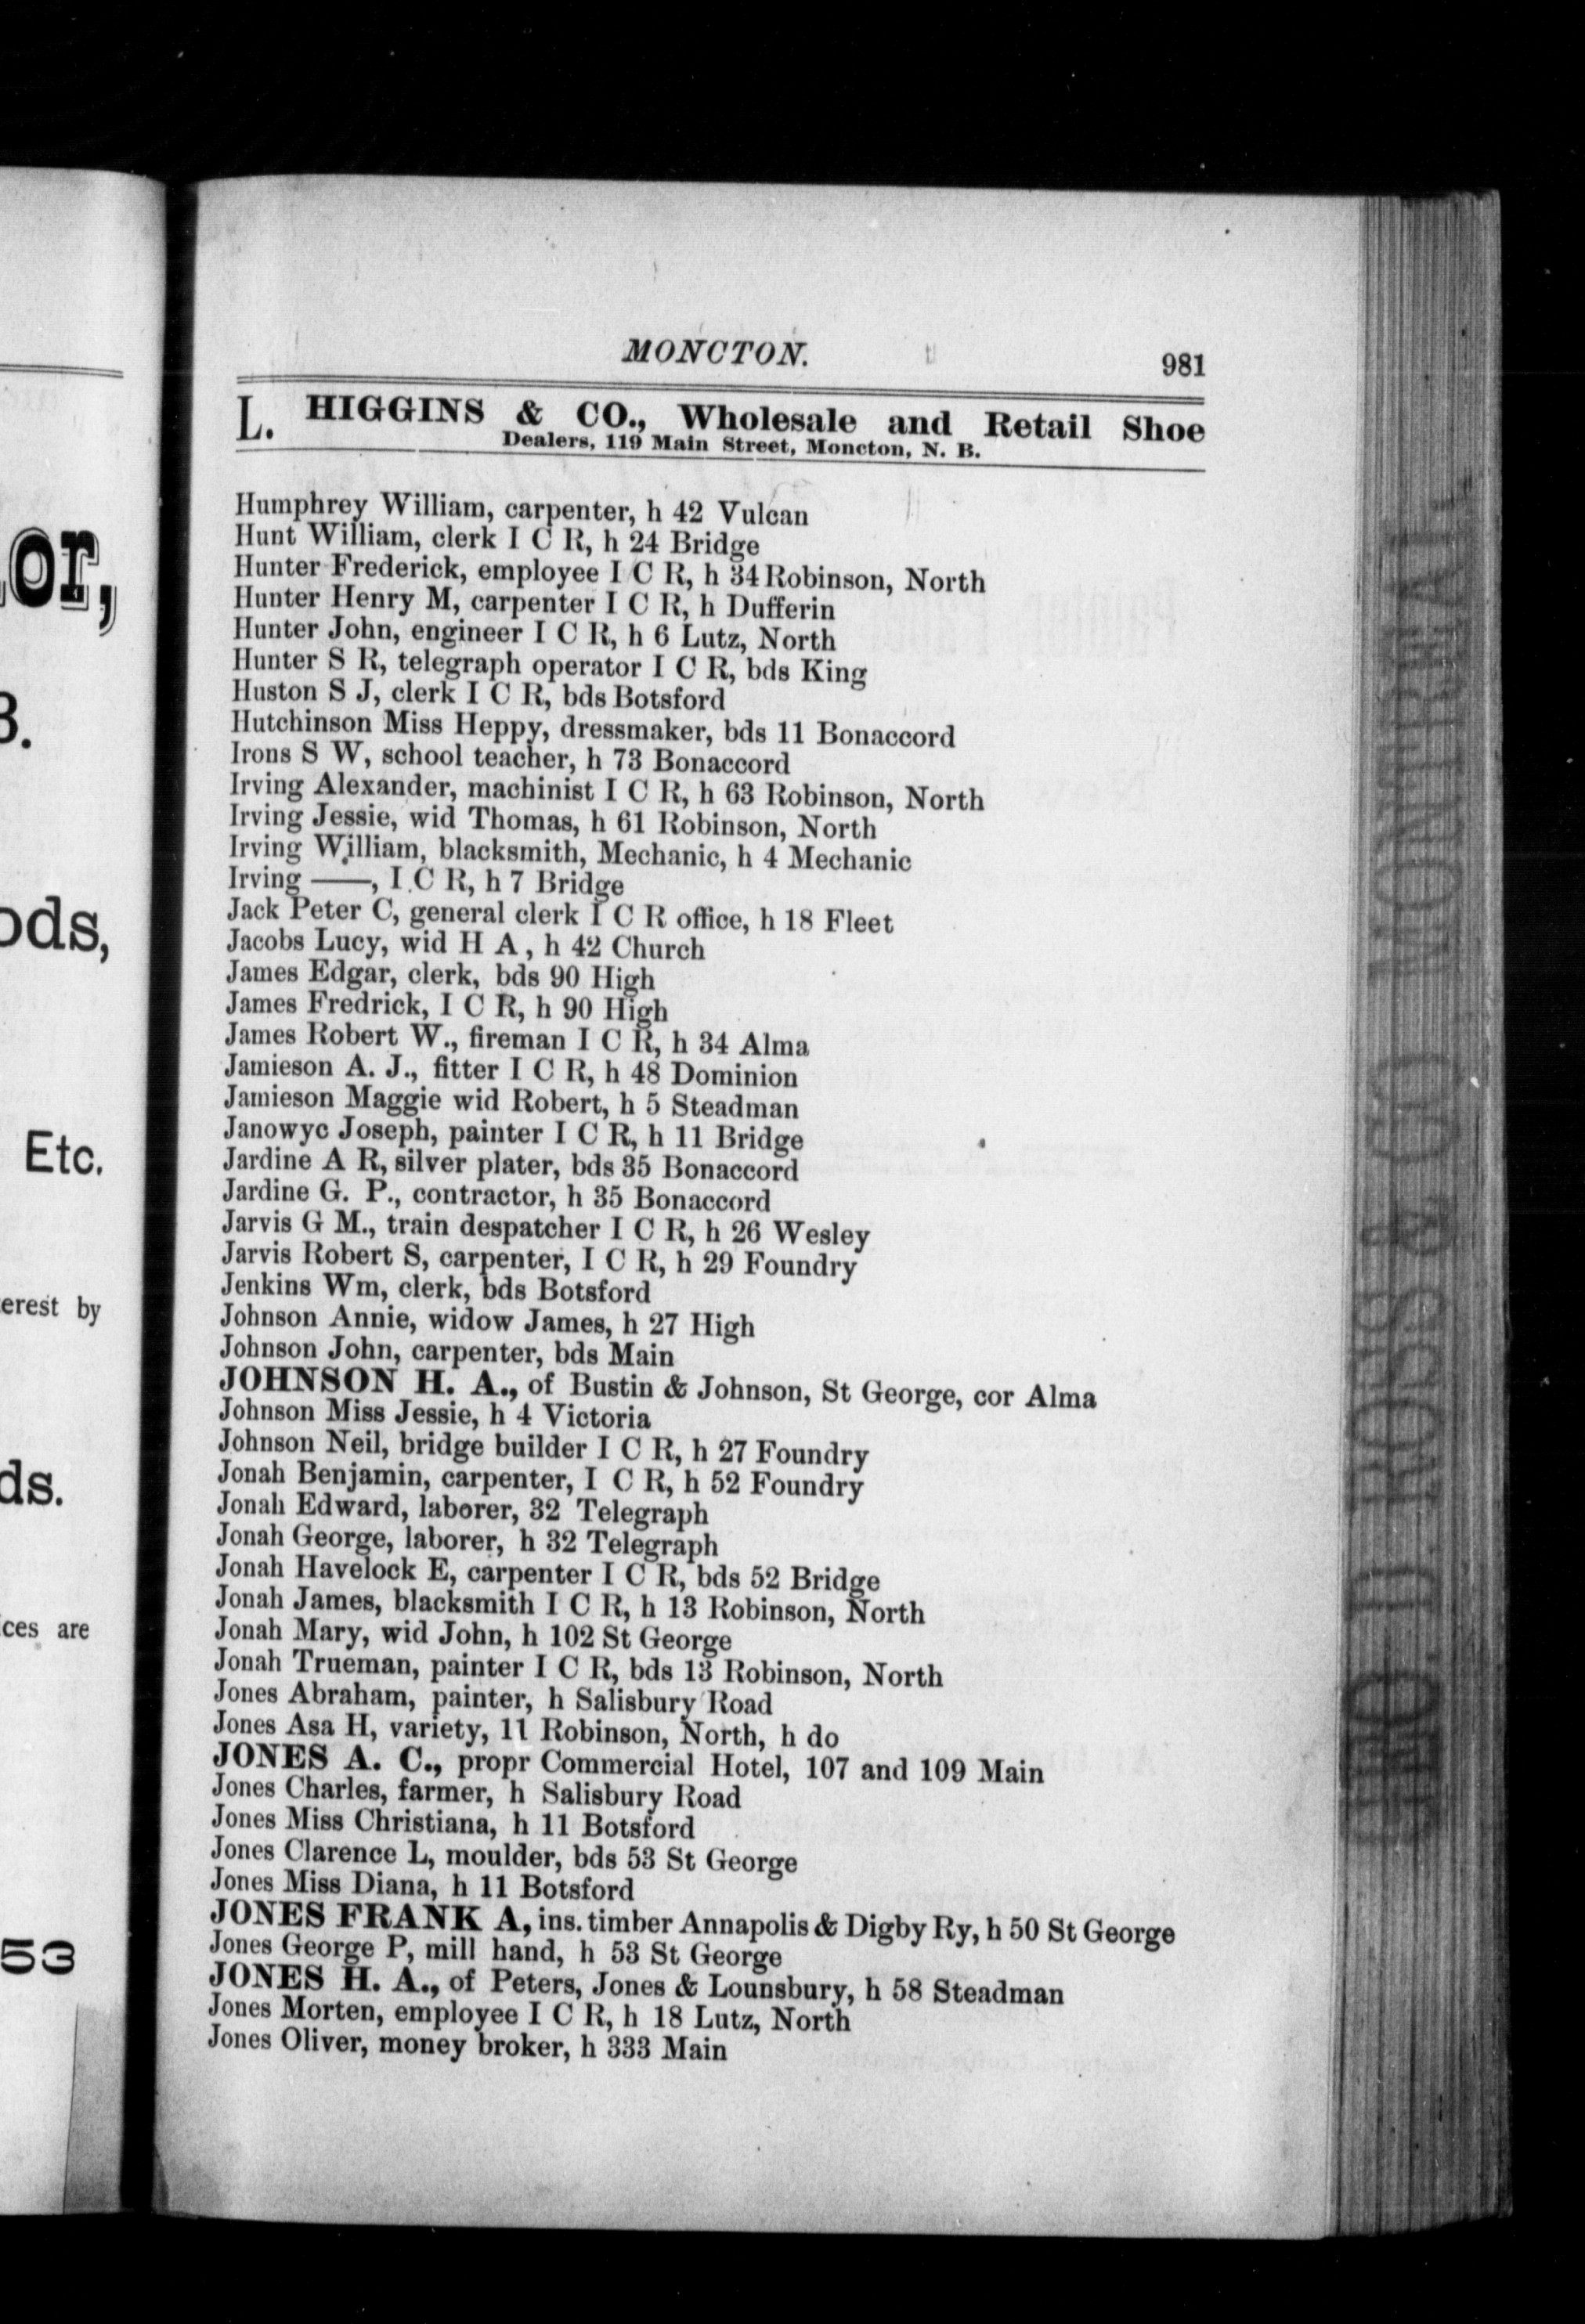 MONCTON.
981
L. HIGGINS & CO., Wholesale and Retail Shoe
Dealers, 119 Main Street, Moncton, N. B.
Humphrey William, carpenter, h 42 Vulcan
Hunt William, clerk I C R, h 24 Bridge
Hunter Frederick, employee I C R, h 34 Robinson, North
Hunter Henry M, carpenter I C R, h Dufferin
Hunter John, engineer I C R, h 6 Lutz, North
Hunter S R, telegraph operator I C R, bds King
Huston S J, clerk I C R, bds Botsford
Hutchinson Miss Heppy, dressmaker, bds 11 Bonaccord
Irons S W, school teacher, h 73 Bonaccord
Irving Alexander, machinist I C R, h 63 Robinson, North
Irving Jessie, wid Thomas, h 61 Robinson, North
Irving William, blacksmith, Mechanic, h 4 Mechanic
Irving ——, I C R, h 7 Bridge
Jack Peter C, general clerk I C R office, h 18 Fleet
Jacobs Lucy, wid H A, h 42 Church
James Edgar, clerk, bds 90 High
James Fredrick, I C R, h 90 High
James Robert W., fireman I C R, h 34 Alma
Jamieson A. J., fitter I C R, h 48 Dominion
Jamieson Maggie wid Robert, h 5 Steadman
Janowyc Joseph, painter I C R, h 11 Bridge
Jardine A R, silver plater, bds 35 Bonaccord
Jardine G. P., contractor, h 35 Bonaccord
Jarvis G M., train despatcher I C R, h 26 Wesley
Jarvis Robert S, carpenter, I C R, h 29 Foundry
Jenkins Wm, clerk, bds Botsford
Johnson Annie, widow James, h 27 High
Johnson John, carpenter, bds Main
JOHNSON H. A., of Bustin & Johnson, St George, cor Alma
Johnson Miss Jessie, h 4 Victoria
Johnson Neil, bridge builder I C R, h 27 Foundry
Jonah Benjamin, carpenter, I C R, h 52 Foundry
Jonah Edward, laborer, 32 Telegraph
Jonah George, laborer, h 32 Telegraph
Jonah Havelock E, carpenter I C R, bds 52 Bridge
Jonah James, blacksmith I C R, h 13 Robinson, North
Jonah Mary, wid John, h 102 St George
Jonah Trueman, painter I C R, bds 13 Robinson, North
Jones Abraham, painter, h Salisbury Road
Jones Asa H, variety, 11 Robinson, North, h do
JONES A. C., propr Commercial Hotel, 107 and 109 Main
Jones Charles, farmer, h Salisbury Road
Jones Miss Christiana, h 11 Botsford
Jones Clarence L, moulder, bds 53 St George
Jones Miss Diana, h 11 Botsford
JONES FRANK A, ins. timber Annapolis & Digby Ry, h 50 St George
Jones George P, mill hand, h 53 St George
JONES H. A., of Peters, Jones & Lounsbury, h 58 Steadman
Jones Morten, employee I C R, h 18 Lutz, North
Jones Oliver, money broker, h 333 Main
or,
B.
ods,
Etc.
erest by
ds.
ces are
53